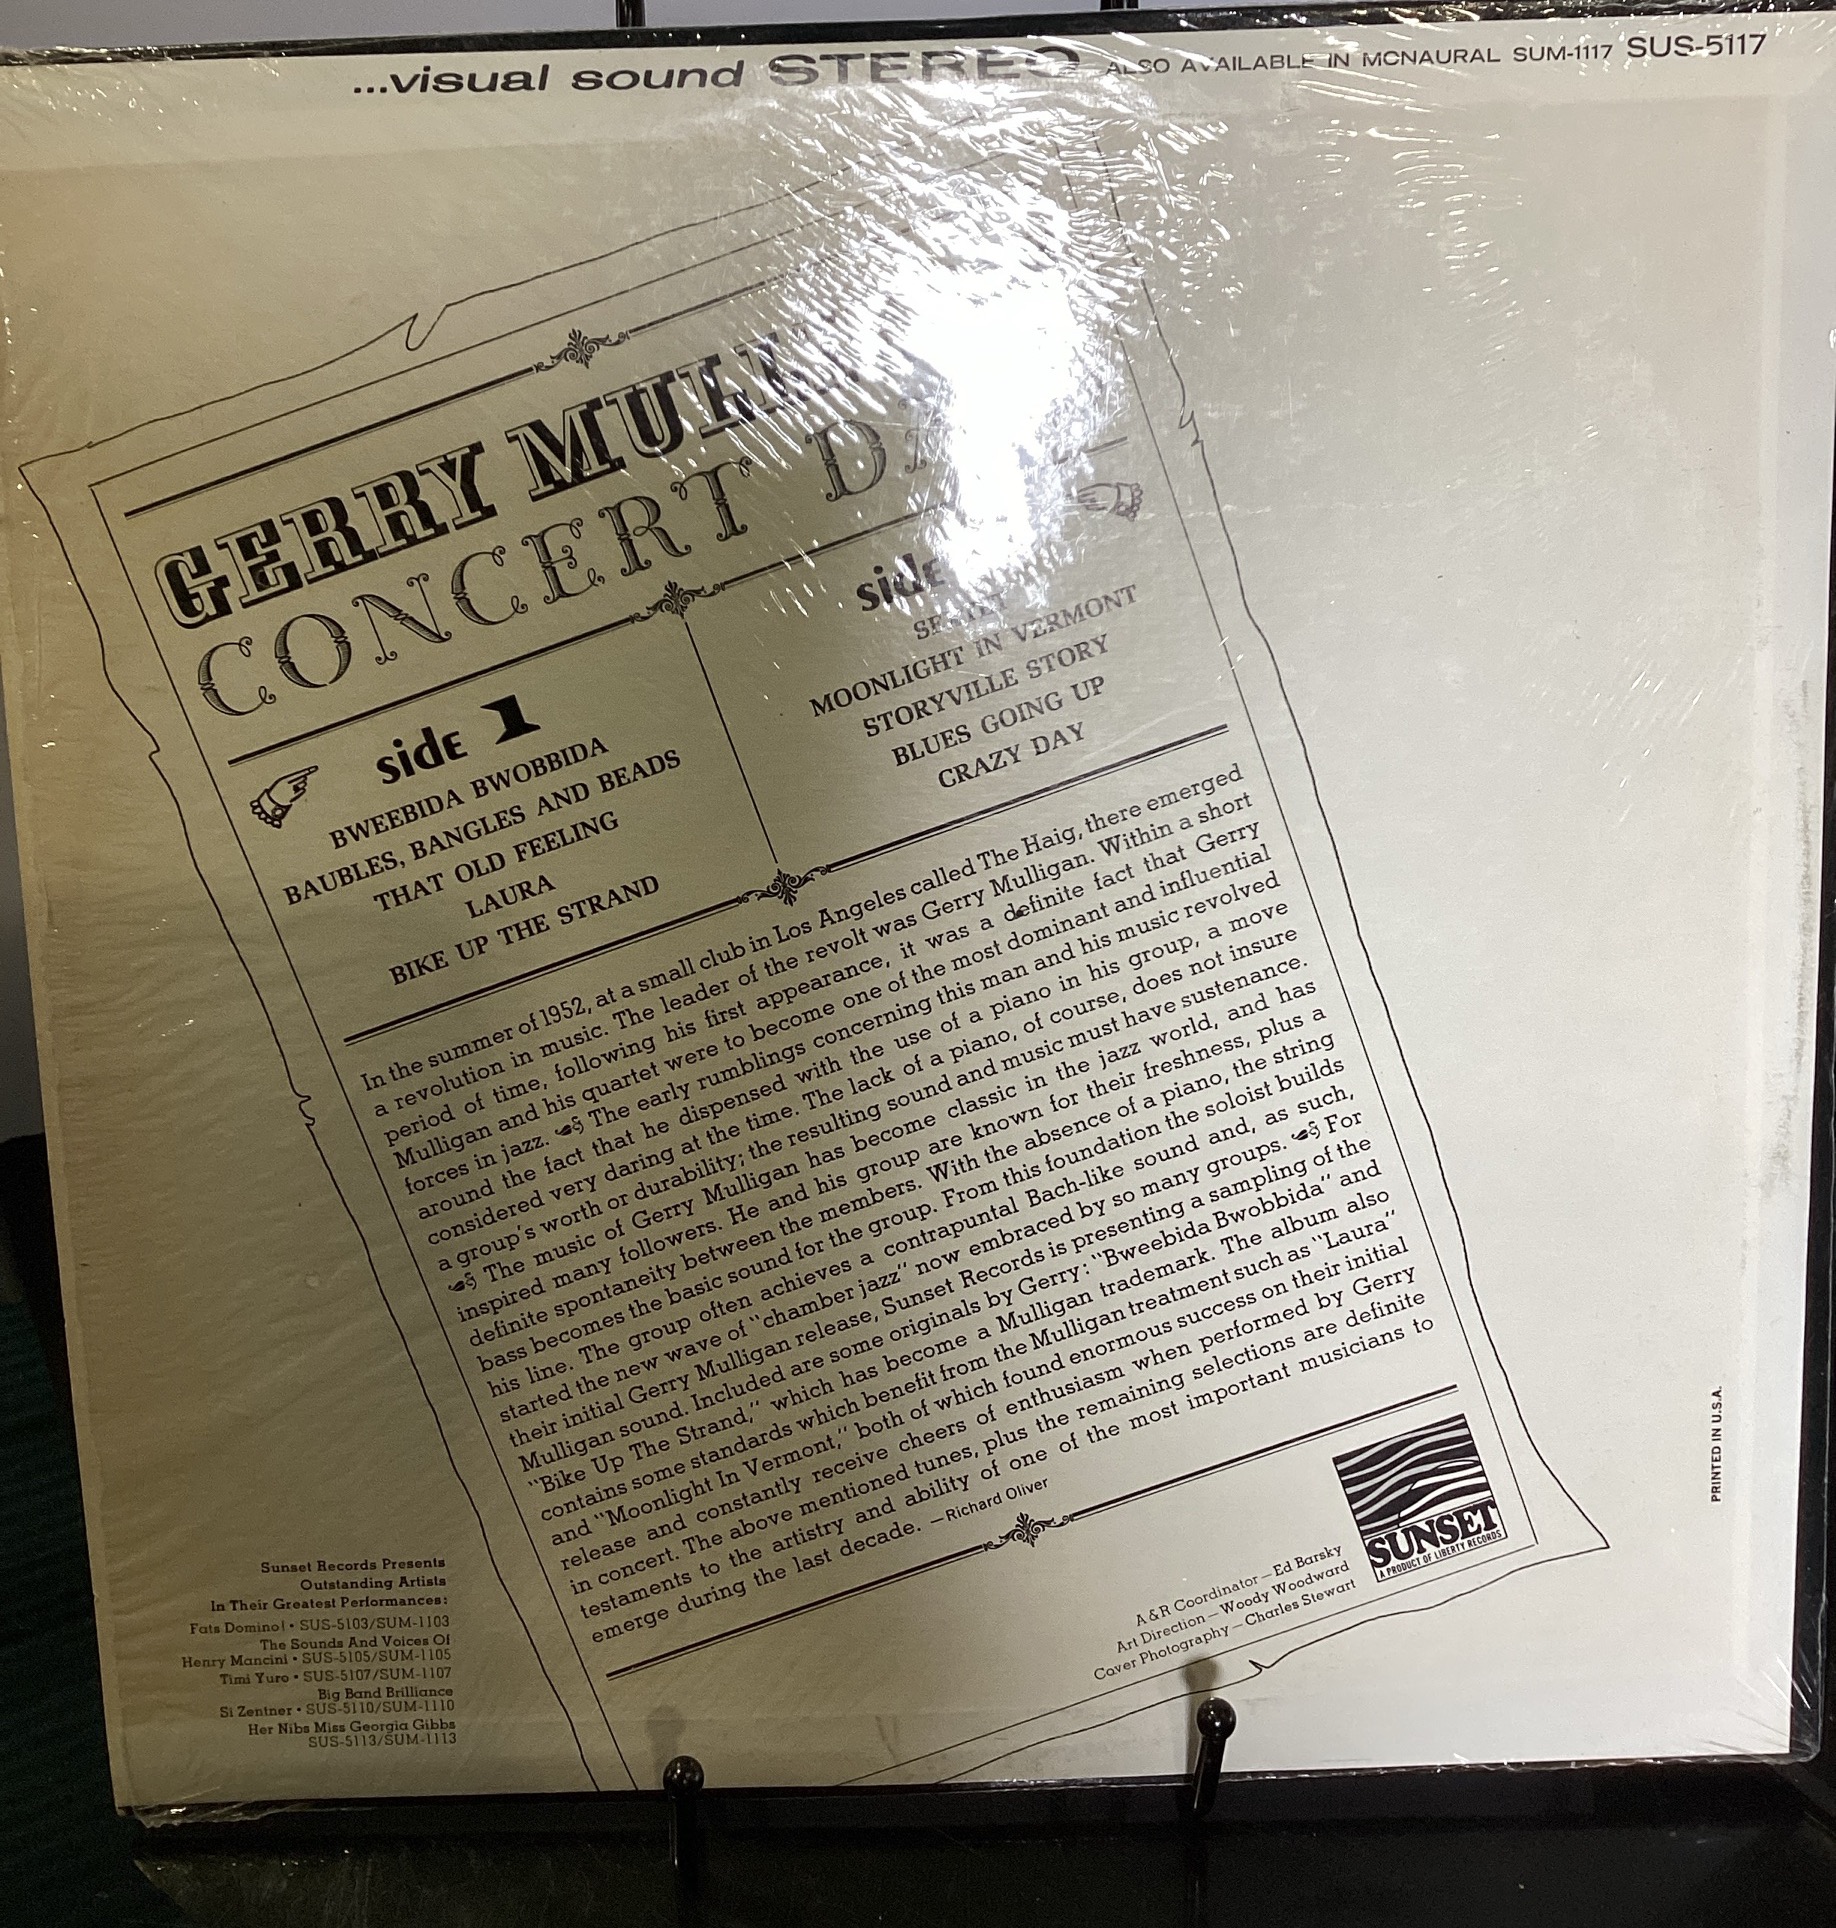 ...visual sound STEREO ALSO AVAILABLE IN MONAURAL SUM-1117 SUS-5117
GERRY
CONCERT
side 1
BWEEBIDA BWOBBIDA
BAUBLES, BANGLES AND BEADS
THAT OLD FEELING
LAURA
BIKE UP THE STRAND
side
MOONLIGHT IN VERMONT
STORYVILLE STORY
BLUES GOING UP
CRAZY DAY
In the summer of 1952, at a small club in Los Angeles called The Haig, there emerged
a revolution in music. The leader of the revolt was Gerry Mulligan. Within a short
period of time, following his first appearance, it was a definite fact that Gerry
Mulligan and his quartet were to become one of the most dominant and influential
forces in jazz. The early rumblings concerning this man and his music revolved
around the fact that he dispensed with the use of a piano in his group, a move
considered very daring at the time. The lack of a piano, of course, does not insure
a group's worth or durability; the resulting sound and music must have sustenance.
The music of Gerry Mulligan has become classic in the jazz world, and has
inspired many followers. He and his group are known for their freshness, plus a
definite spontaneity between the members. With the absence of a piano, the string
bass becomes the basic sound for the group. From this foundation the soloist builds
his line. The group often achieves a contrapuntal Bach-like sound and, as such,
started the new wave of "chamber jazz" now embraced by so many groups. For
their initial Gerry Mulligan release, Sunset Records is presenting a sampling of the
Mulligan sound. Included are some originals by Gerry: "Bweebida Bwobbida" and
"Bike Up The Strand," which has become a Mulligan trademark. The album also
contains some standards which benefit from the Mulligan treatment such as "Laura"
and "Moonlight In Vermont," both of which found enormous success on their initial
release and constantly receive cheers of enthusiasm when performed by Gerry
in concert. The above mentioned tunes, plus the remaining selections are definite
testaments to the artistry and ability of one of the most important musicians to
emerge during the last decade. —Richard Oliver
SUNSET
A PRODUCT OF LIBERTY RECORDS
A & R Coordinator — Ed Barsky
Art Direction — Woody Woodward
Cover Photography — Charles Stewart
PRINTED IN U.S.A.
Sunset Records Presents
Outstanding Artists
In Their Greatest Performances:
Fats Domino! • SUS-5103/SUM-1103
The Sounds And Voices Of
Henry Mancini • SUS-5105/SUM-1105
Timi Yuro • SUS-5107/SUM-1107
Big Band Brilliance
Si Zentner • SUS-5110/SUM-1110
Her Nibs Miss Georgia Gibbs
SUS-5113/SUM-1113